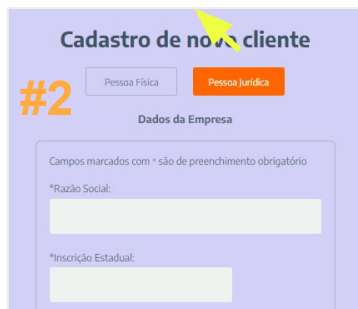 Cadastro de novo cliente
Pessoa Física Pessoa Jurídica
#2
Dados da Empresa
Campos marcados com * são de preenchimento obrigatório
*Razão Social:
*Inscrição Estadual: